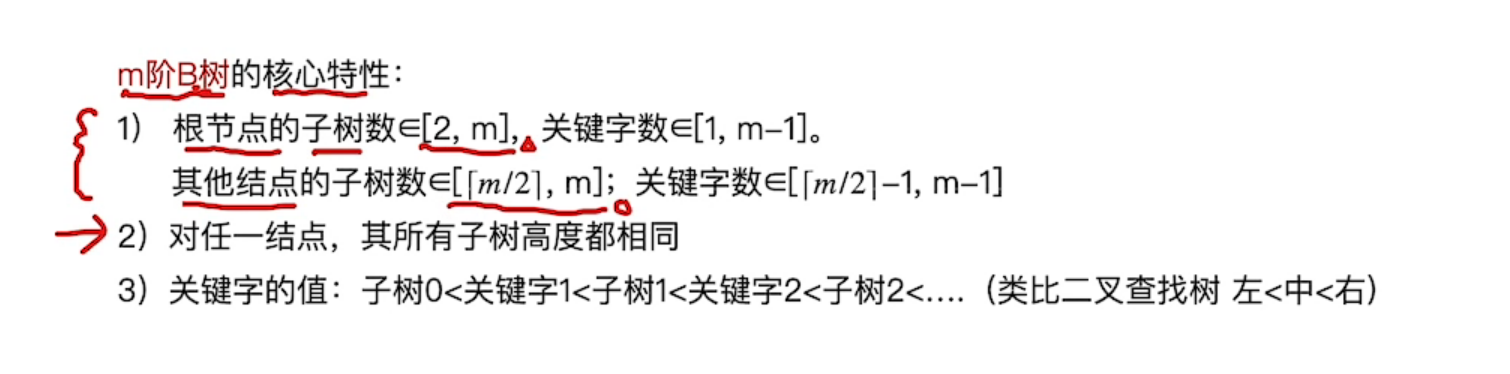 m阶B树的核心特性：
1） 根节点的子树数∈[2, m]，关键字数∈[1, m−1]。
其他结点的子树数∈[⌈m/2⌉, m]；关键字数∈[⌈m/2⌉−1, m−1]
2）对任一结点，其所有子树高度都相同
3）关键字的值：子树0<关键字1<子树1<关键字2<子树2<….（类比二叉查找树 左<中<右）